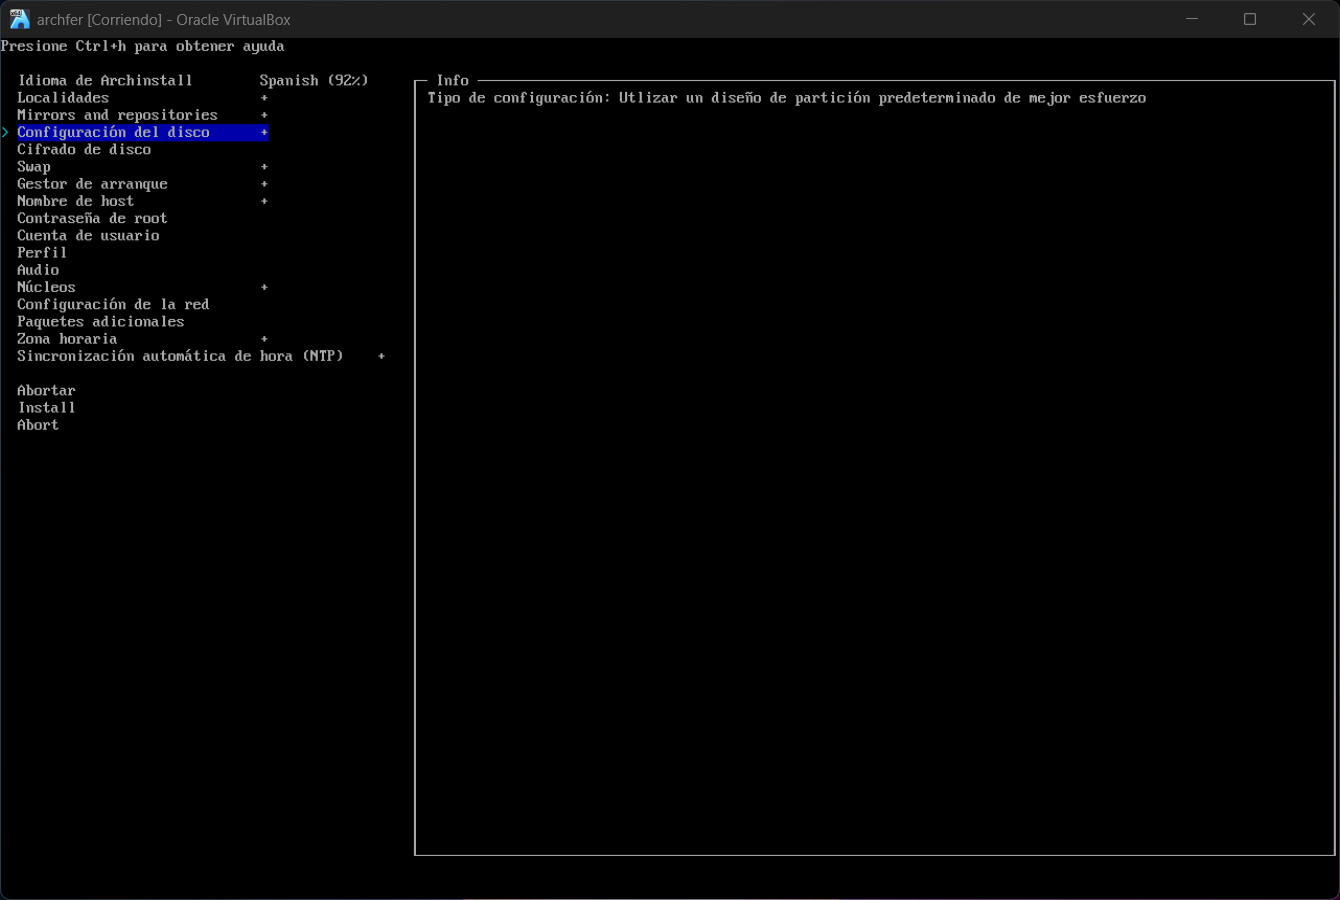 archfer [Corriendo] - Oracle VirtualBox
Presione Ctrl+h para obtener ayuda
Idioma de Archinstall Spanish (92%)
Localidades +
Mirrors and repositories +
> Configuración del disco +
Cifrado de disco
Swap +
Gestor de arranque +
Nombre de host +
Contraseña de root
Cuenta de usuario
Perfil
Audio
Núcleos +
Configuración de la red
Paquetes adicionales
Zona horaria +
Sincronización automática de hora (NTP) +
Abortar
Install
Abort
Info
Tipo de configuración: Utlizar un diseño de partición predeterminado de mejor esfuerzo